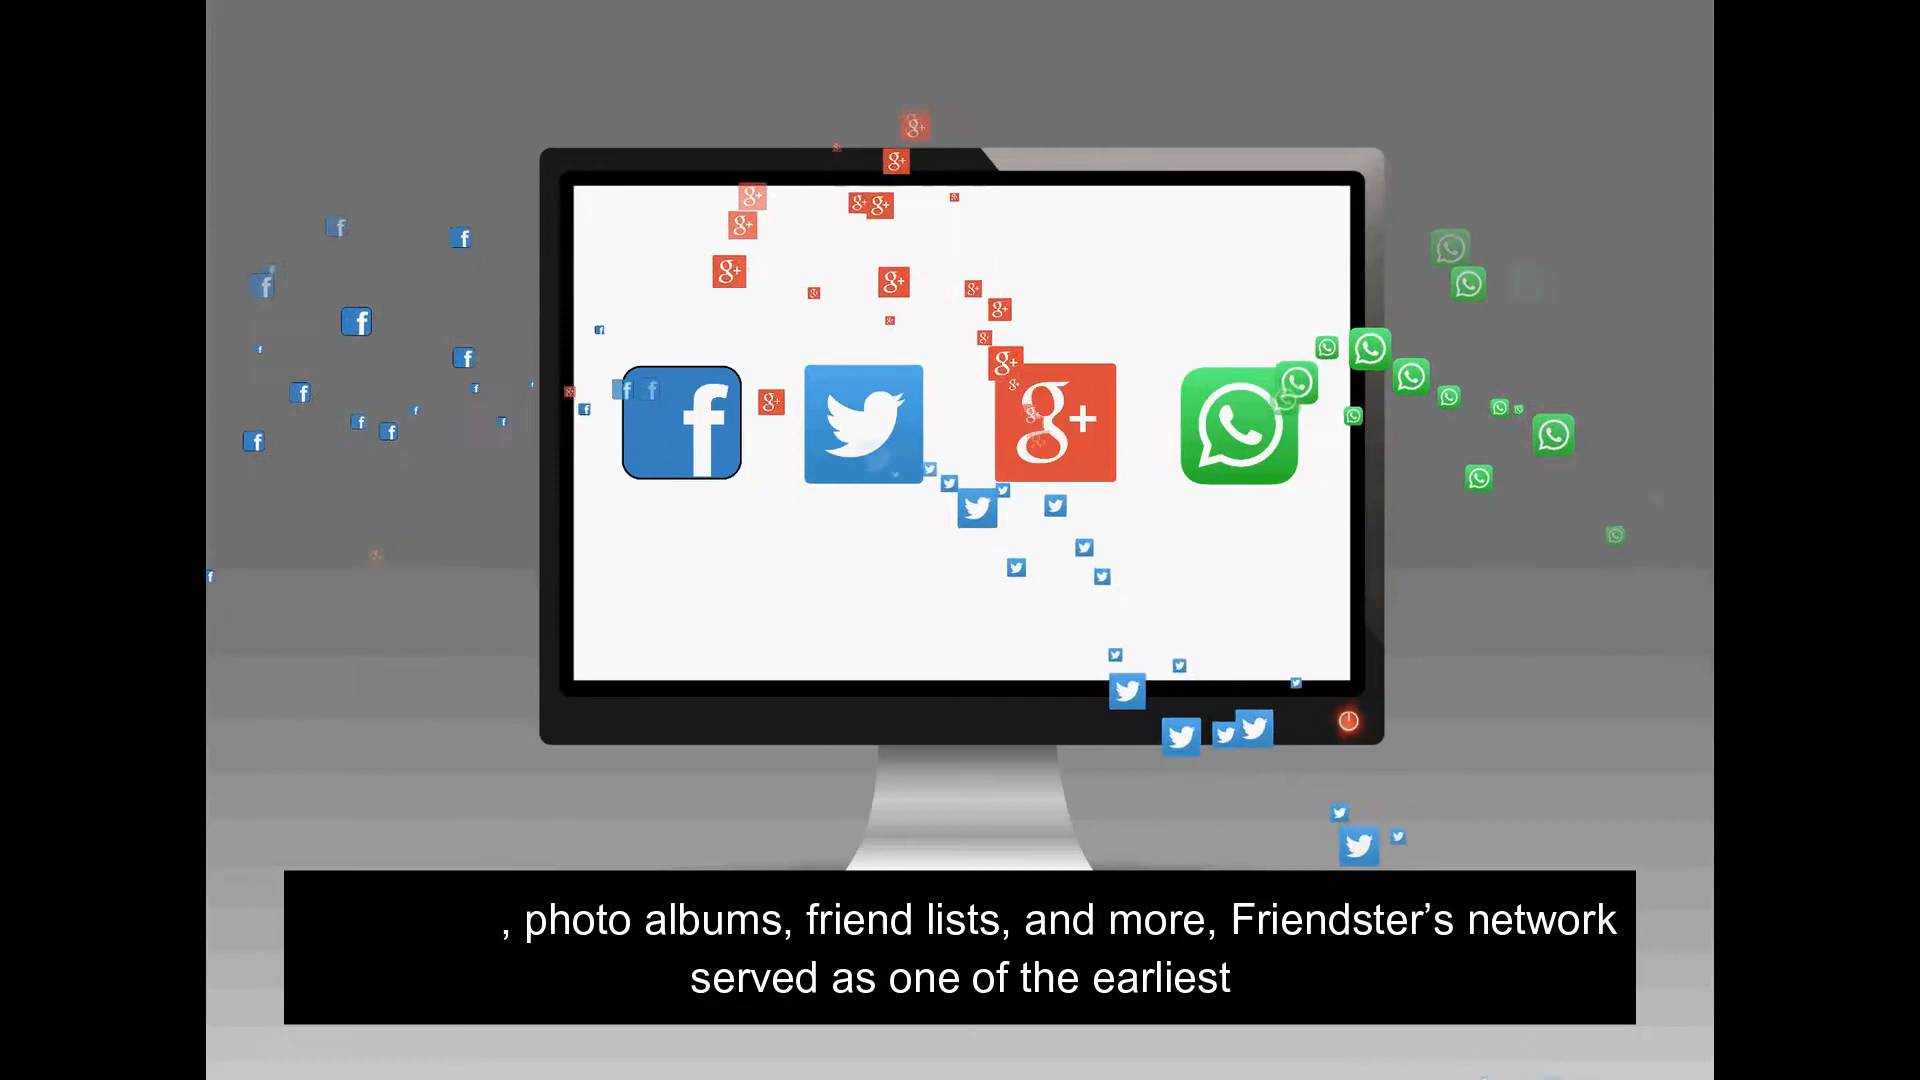 , photo albums, friend lists, and more, Friendster’s network
served as one of the earliest